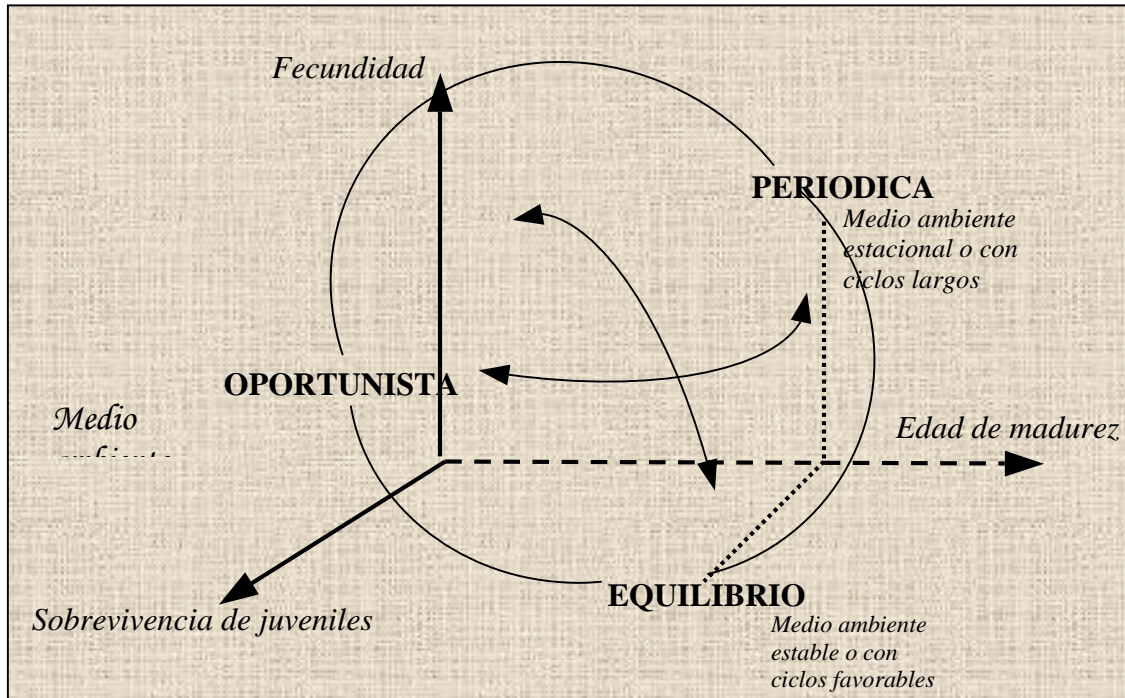 Fecundidad
PERIODICA
Medio ambiente
estacional o con
ciclos largos
OPORTUNISTA
Medio
Edad de madurez
EQUILIBRIO
Sobrevivencia de juveniles
Medio ambiente
estable o con
ciclos favorables